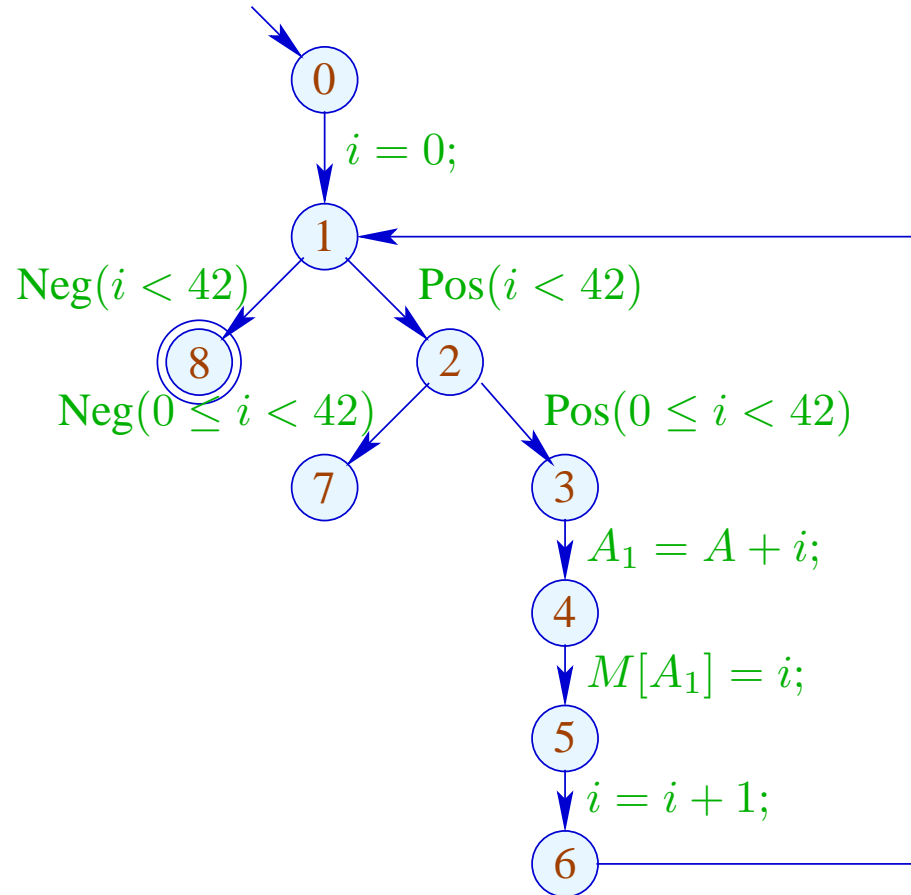 0
i = 0;
1
Neg(i < 42) Pos(i < 42)
8 2
Neg(0 ≤ i < 42) Pos(0 ≤ i < 42)
7 3
A₁ = A + i;
4
M[A₁] = i;
5
i = i + 1;
6